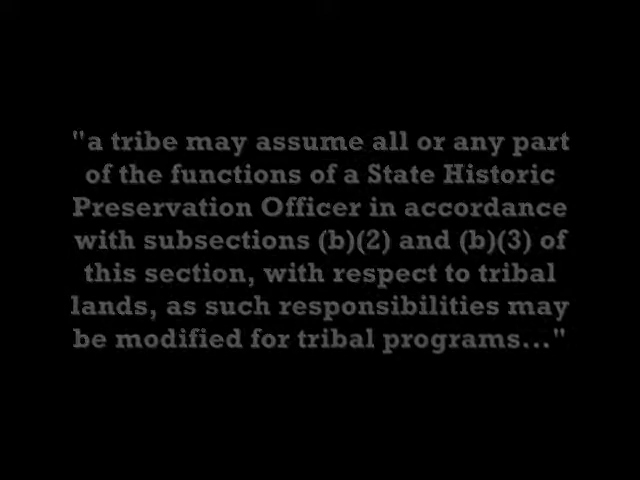 "a tribe may assume all or any part
of the functions of a State Historic
Preservation Officer in accordance
with subsections (b)(2) and (b)(3) of
this section, with respect to tribal
lands, as such responsibilities may
be modified for tribal programs..."